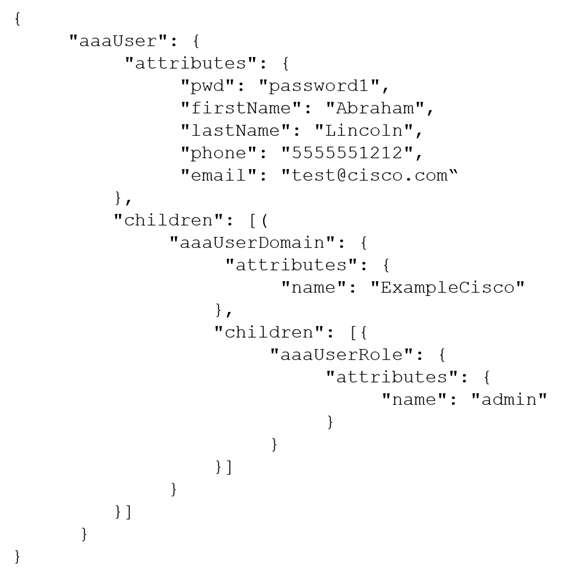 {
"aaaUser": {
"attributes": {
"pwd": "password1",
"firstName": "Abraham",
"lastName": "Lincoln",
"phone": "5555551212",
"email": "test@cisco.com“
},
"children": [(
"aaaUserDomain": {
"attributes": {
"name": "ExampleCisco"
},
"children": [{
"aaaUserRole": {
"attributes": {
"name": "admin"
}
}
}]
}
}]
}
}